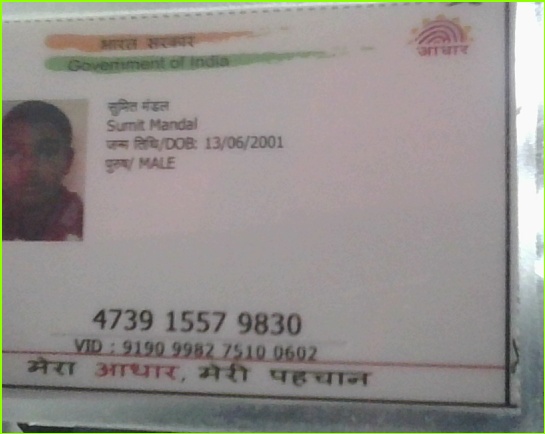 भारत सरकार
Government of India
आधार
सुमित मंडल
Sumit Mandal
जन्म तिथि/DOB: 13/06/2001
पुरुष/ MALE
4739 1557 9830
VID : 9190 9982 7510 0602
मेरा आधार, मेरी पहचान